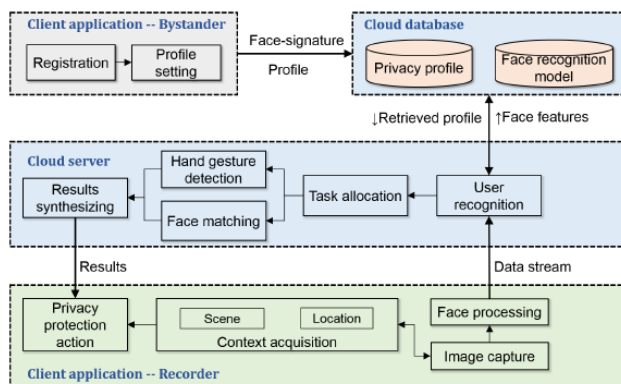 Client application -- Bystander
Registration
Profile
setting
Face-signature
Profile
Cloud database
Privacy profile
Face recognition
model
↓Retrieved profile
↑Face features
Cloud server
Results
synthesizing
Hand gesture
detection
Face matching
Task allocation
User
recognition
Results
Data stream
Privacy
protection
action
Scene
Location
Context acquisition
Face processing
Image capture
Client application -- Recorder